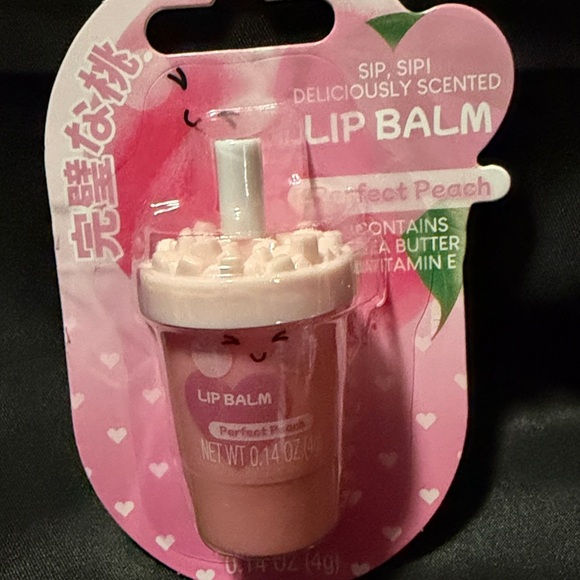 完璧な桃
SIP, SIP!
DELICIOUSLY SCENTED
LIP BALM
Perfect Peach
CONTAINS
BUTTER
VITAMIN E
LIP BALM
Perfect Peach
NET WT 0.14 OZ
0.14 OZ (4g)